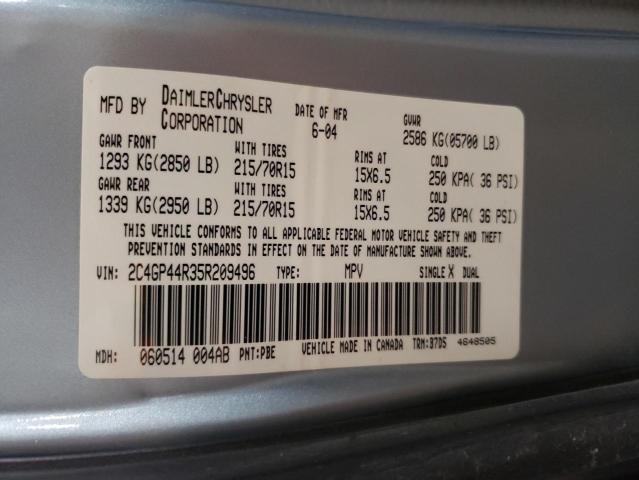 MFD BY DAIMLERCHRYSLER CORPORATION DATE OF MFR 6-04 GVWR 2586 KG(05700 LB)
GAWR FRONT WITH TIRES RIMS AT COLD
1293 KG(2850 LB) 215/70R15 15X6.5 250 KPA( 36 PSI)
GAWR REAR WITH TIRES RIMS AT COLD
1339 KG(2950 LB) 215/70R15 15X6.5 250 KPA( 36 PSI)
THIS VEHICLE CONFORMS TO ALL APPLICABLE FEDERAL MOTOR VEHICLE SAFETY AND THEFT
PREVENTION STANDARDS IN EFFECT ON THE DATE OF MANUFACTURE SHOWN ABOVE.
VIN: 2C4GP44R35R209496 TYPE: MPV SINGLE X DUAL
MDH: 060514 004AB PNT:PBE VEHICLE MADE IN CANADA TRM:B7D5 4648505